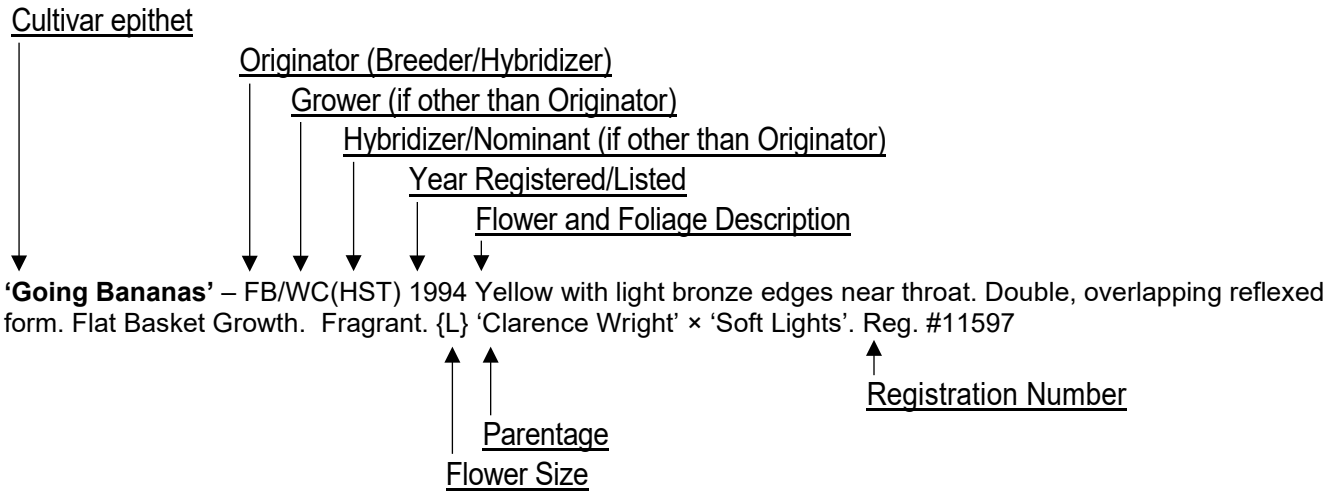 Cultivar epithet
Originator (Breeder/Hybridizer)
Grower (if other than Originator)
Hybridizer/Nominant (if other than Originator)
Year Registered/Listed
Flower and Foliage Description
‘Going Bananas’ – FB/WC(HST) 1994 Yellow with light bronze edges near throat. Double, overlapping reflexed
form. Flat Basket Growth.  Fragrant. {L} ‘Clarence Wright’ × ‘Soft Lights’. Reg. #11597
Registration Number
Parentage
Flower Size